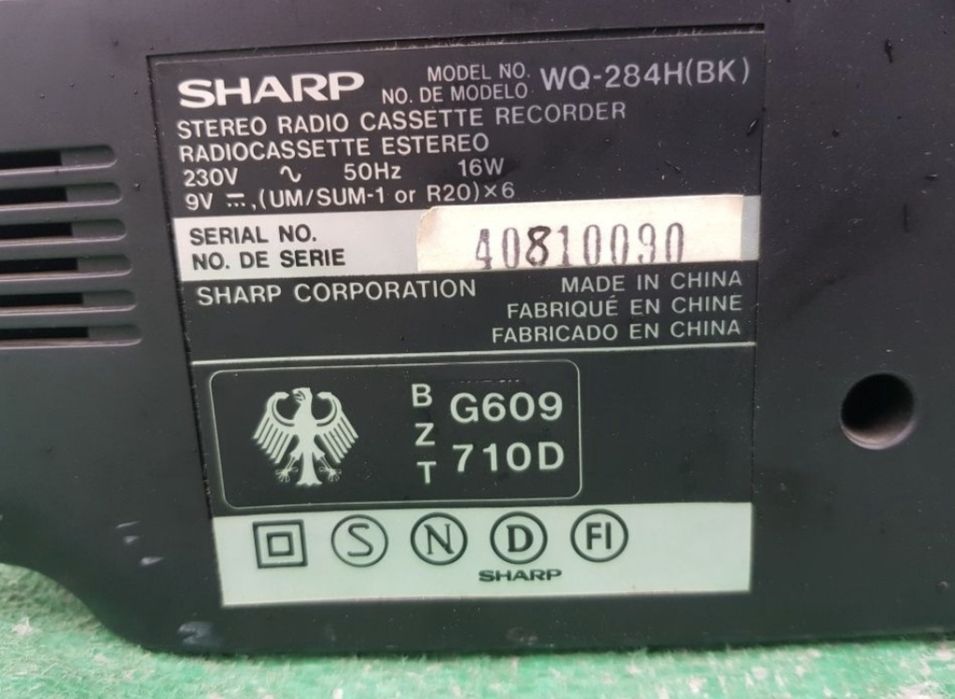 SHARP MODEL NO. WQ-284H(BK)
NO. DE MODELO
STEREO RADIO CASSETTE RECORDER
RADIOCASSETTE ESTEREO
230V ∿ 50Hz 16W
9V ⎓,(UM/SUM-1 or R20)×6
SERIAL NO. 40810090
NO. DE SERIE
SHARP CORPORATION MADE IN CHINA
FABRIQUÉ EN CHINE
FABRICADO EN CHINA
BZT G609
710D
S N D FI
SHARP